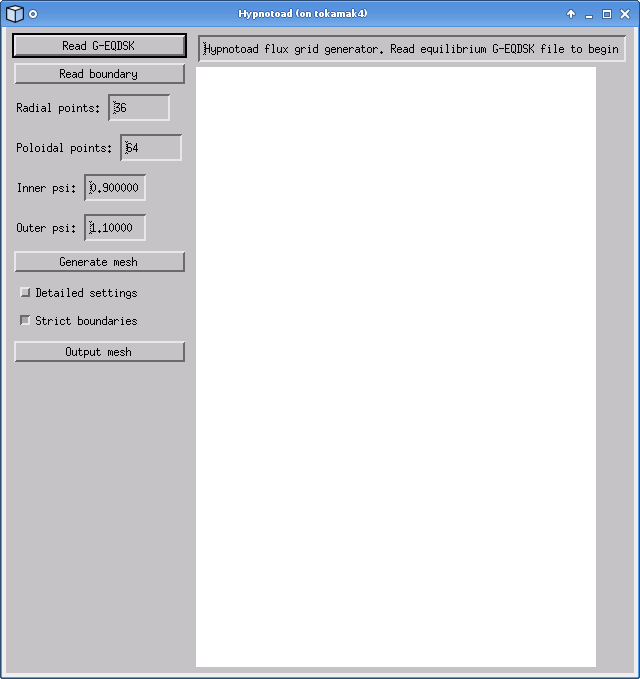 Hypnotoad (on tokamak4)
Read G-EQDSK
Hypnotoad flux grid generator. Read equilibrium G-EQDSK file to begin
Read boundary
Radial points: 36
Poloidal points: 64
Inner psi: 0.900000
Outer psi: 1.10000
Generate mesh
Detailed settings
Strict boundaries
Output mesh